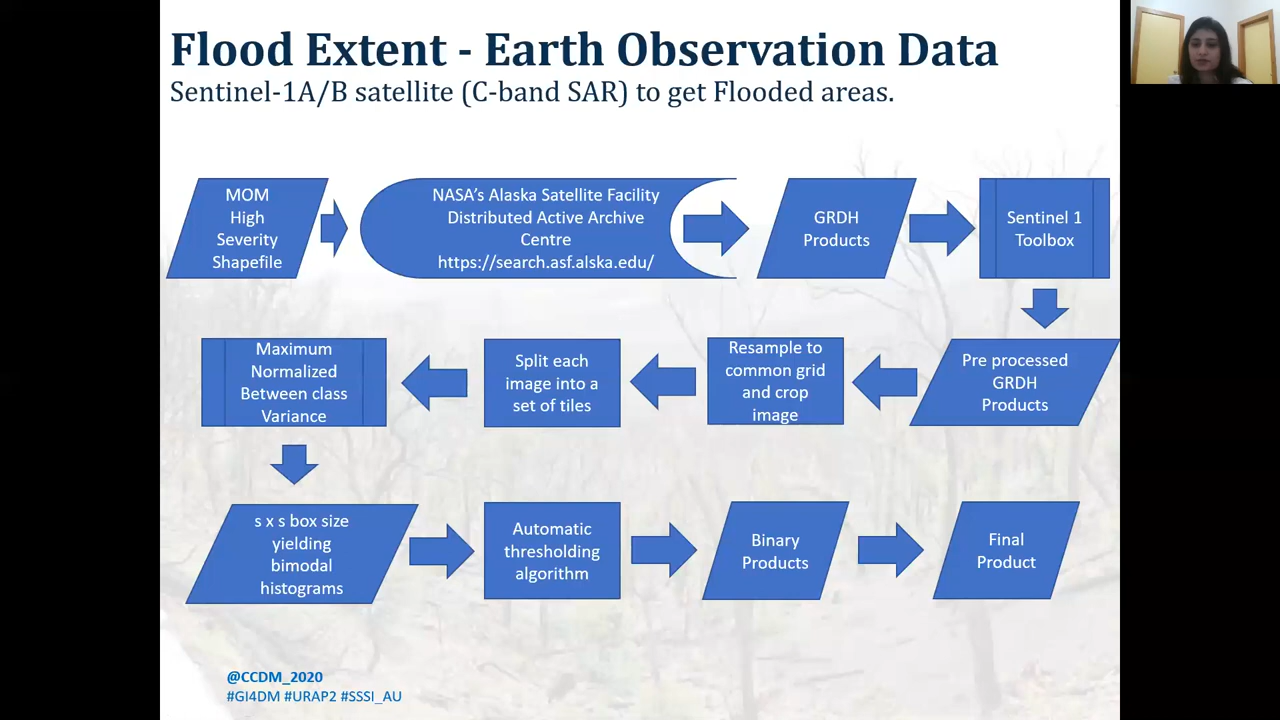 Flood Extent - Earth Observation Data
Sentinel-1A/B satellite (C-band SAR) to get Flooded areas.
MOM
High
Severity
Shapefile
NASA's Alaska Satellite Facility
Distributed Active Archive
Centre
https://search.asf.alska.edu/
GRDH
Products
Sentinel 1
Toolbox
Pre processed
GRDH
Products
Resample to
common grid
and crop
image
Split each
image into a
set of tiles
Maximum
Normalized
Between class
Variance
s x s box size
yielding
bimodal
histograms
Automatic
thresholding
algorithm
Binary
Products
Final
Product
@CCDM_2020
#GI4DM #URAP2 #SSSI_AU